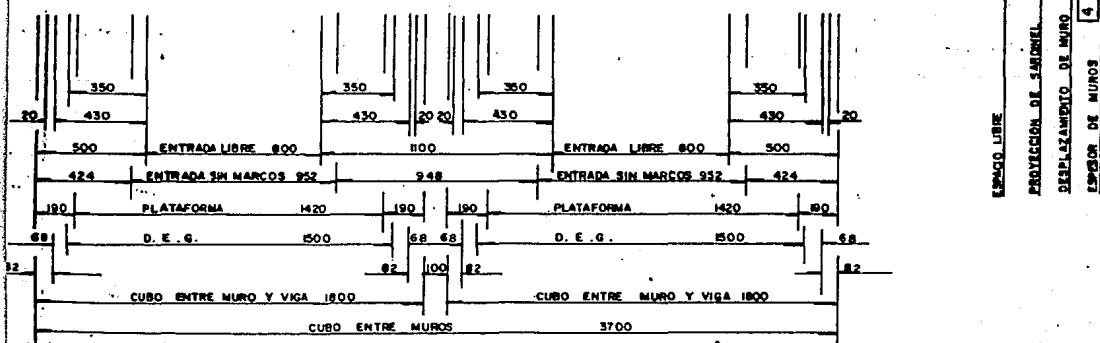 350 350 350 350
20 430 430 20 20 430 430 20
500 ENTRADA LIBRE 800 1100 ENTRADA LIBRE 800 500
424 ENTRADA SIN MARCOS 952 948 ENTRADA SIN MARCOS 952 424
190 PLATAFORMA 1420 190 190 PLATAFORMA 1420 190
68 D. E. G. 1500 68 68 D. E. G. 1500 68
82 82 100 82 82
CUBO ENTRE MURO Y VIGA 1800 CUBO ENTRE MURO Y VIGA 1800
CUBO ENTRE MUROS 3700
ESPACIO LIBRE
PROYECCION DE SARDINEL
DESPLAZAMIENTO DE MURO
ESPESOR DE MUROS 4